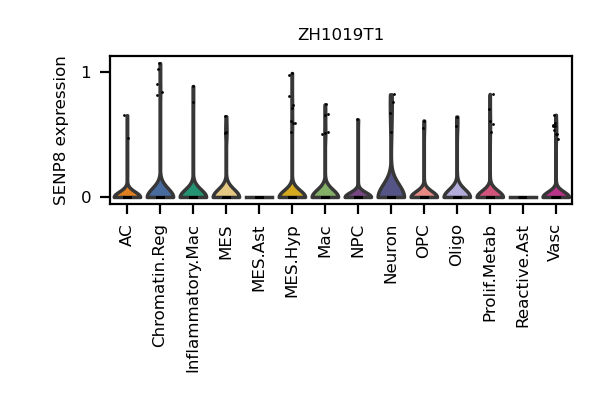 ZH1019T1
SENP8 expression
1
0
AC
Chromatin.Reg
Inflammatory.Mac
MES
MES.Ast
MES.Hyp
Mac
NPC
Neuron
OPC
Oligo
Prolif.Metab
Reactive.Ast
Vasc